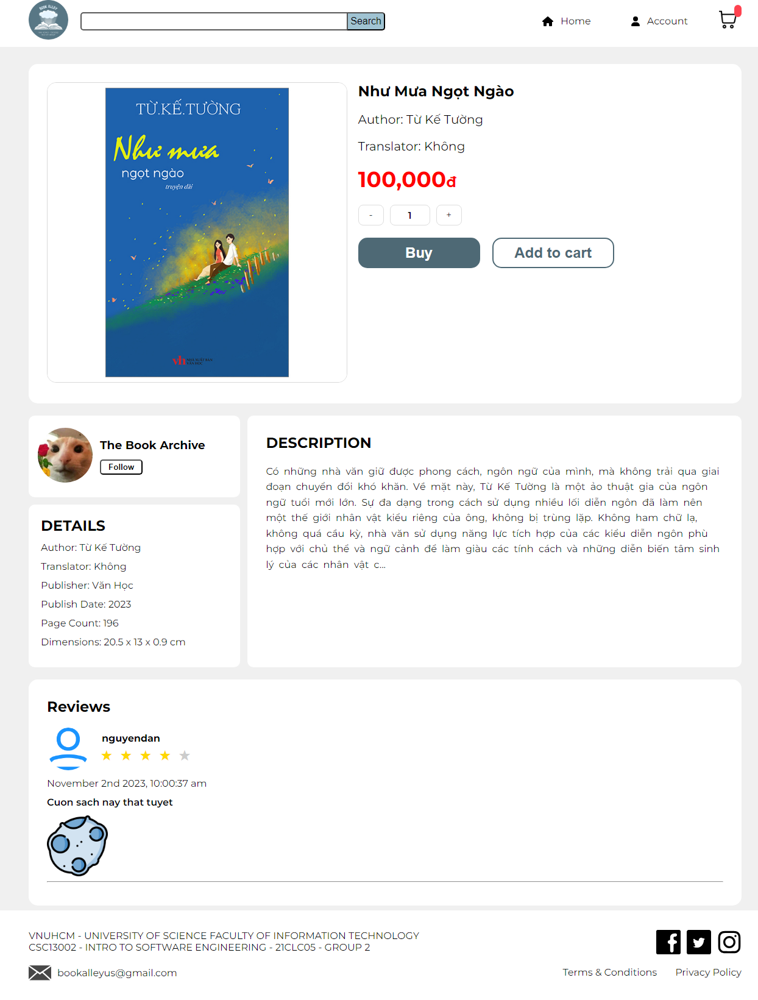 BOOK ALLEY
Search
Home
Account
TỪ.KẾ.TƯỜNG
Như mưa
ngọt ngào
truyện dài
vh NHÀ XUẤT BẢN
VĂN HỌC
Như Mưa Ngọt Ngào
Author: Từ Kế Tường
Translator: Không
100,000đ
- 1 +
Buy
Add to cart
The Book Archive
Follow
DETAILS
Author: Từ Kế Tường
Translator: Không
Publisher: Văn Học
Publish Date: 2023
Page Count: 196
Dimensions: 20.5 x 13 x 0.9 cm
DESCRIPTION
Có những nhà văn giữ được phong cách, ngôn ngữ của mình, mà không trải qua giai
đoạn chuyển đổi khó khăn. Về mặt này, Từ Kế Tường là một ảo thuật gia của ngôn
ngữ tuổi mới lớn. Sự đa dạng trong cách sử dụng nhiều lối diễn ngôn đã làm nên
một thế giới nhân vật kiểu riêng của ông, không bị trùng lặp. Không ham chữ lạ,
không quá cầu kỳ, nhà văn sử dụng năng lực tích hợp của các kiểu diễn ngôn phù
hợp với chủ thể và ngữ cảnh để làm giàu các tính cách và những diễn biến tâm sinh
lý của các nhân vật c...
Reviews
nguyendan
November 2nd 2023, 10:00:37 am
Cuon sach nay that tuyet
VNUHCM - UNIVERSITY OF SCIENCE FACULTY OF INFORMATION TECHNOLOGY
CSC13002 - INTRO TO SOFTWARE ENGINEERING - 21CLC05 - GROUP 2
bookalleyus@gmail.com
Terms & Conditions
Privacy Policy